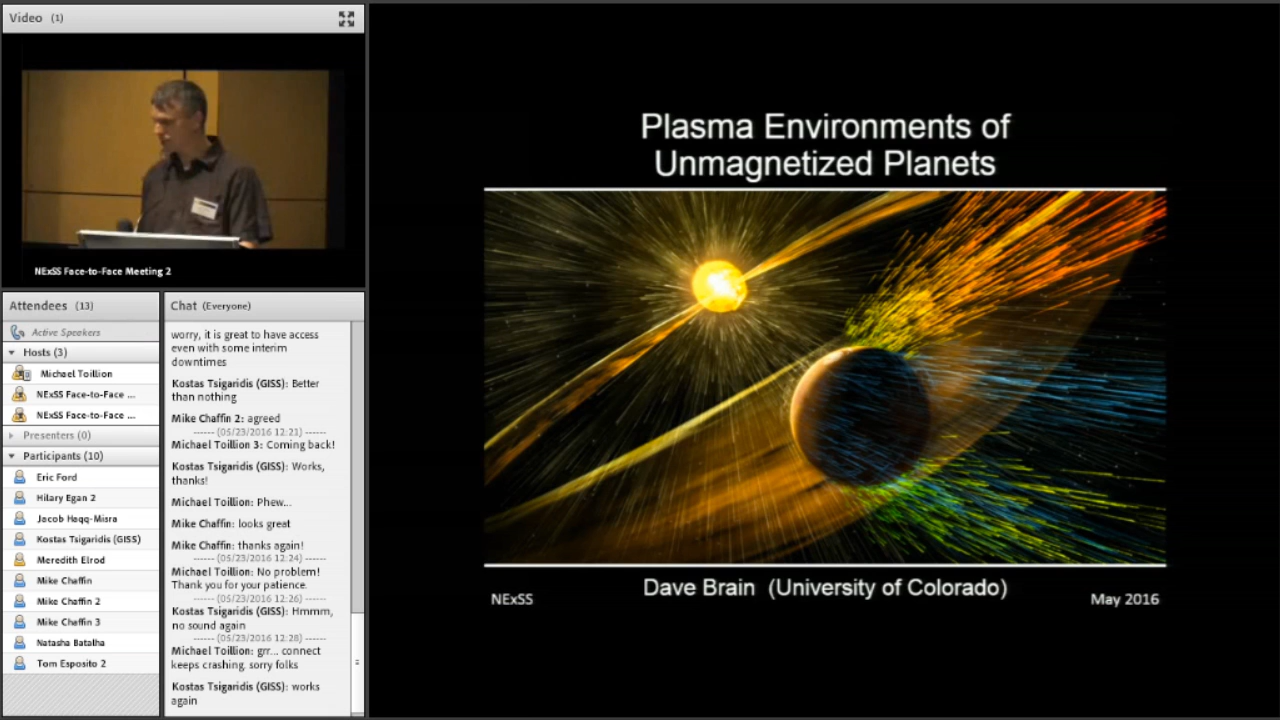 Video (1)
NExSS Face-to-Face Meeting 2
Attendees (13)
Active Speakers
Hosts (3)
Michael Toillion
NExSS Face-to-Face ...
NExSS Face-to-Face ...
Presenters (0)
Participants (10)
Eric Ford
Hilary Egan 2
Jacob Haqq-Misra
Kostas Tsigaridis (GISS)
Meredith Elrod
Mike Chaffin
Mike Chaffin 2
Mike Chaffin 3
Natasha Batalha
Tom Esposito 2
Chat (Everyone)
worry, it is great to have access
even with some interim
downtimes
Kostas Tsigaridis (GISS): Better
than nothing
Mike Chaffin 2: agreed
------ (05/23/2016 12:21) ------
Michael Toillion 3: Coming back!
Kostas Tsigaridis (GISS): Works,
thanks!
Michael Toillion: Phew...
Mike Chaffin: looks great
Mike Chaffin: thanks again!
------ (05/23/2016 12:24) ------
Michael Toillion: No problem!
Thank you for your patience.
------ (05/23/2016 12:26) ------
Kostas Tsigaridis (GISS): Hmmm,
no sound again
------ (05/23/2016 12:28) ------
Michael Toillion: grr... connect
keeps crashing. sorry folks
Kostas Tsigaridis (GISS): works
again
Plasma Environments of
Unmagnetized Planets
Dave Brain (University of Colorado)
NExSS
May 2016